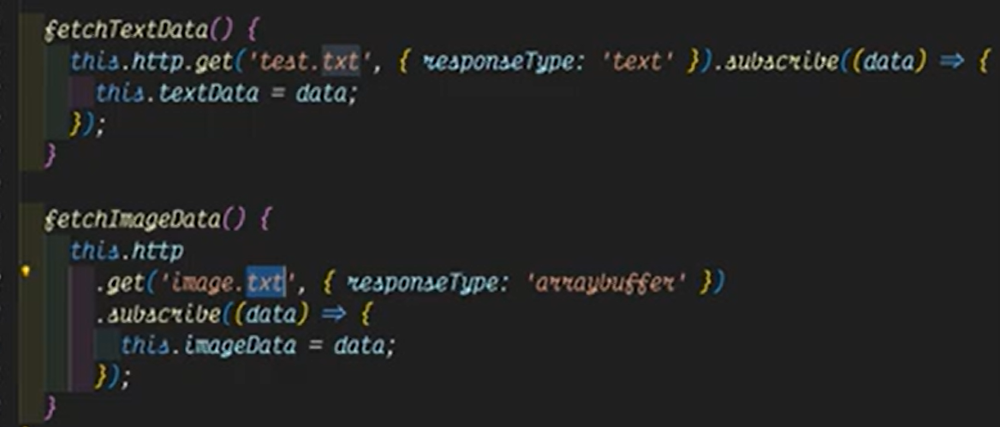 fetchTextData() {
this.http.get('test.txt', { responseType: 'text' }).subscribe((data) => {
this.textData = data;
});
}
fetchImageData() {
this.http
.get('image.txt', { responseType: 'arraybuffer' })
.subscribe((data) => {
this.imageData = data;
});
}